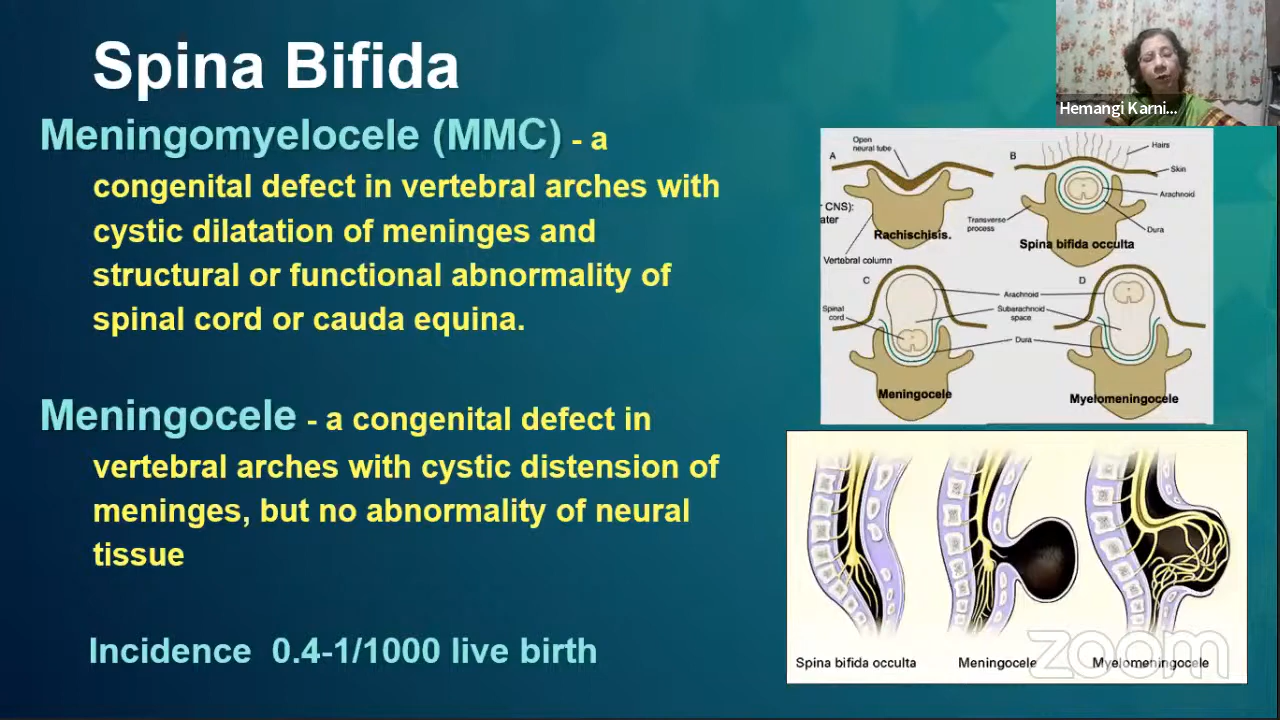 Spina Bifida
Meningomyelocele (MMC) - a
congenital defect in vertebral arches with
cystic dilatation of meninges and
structural or functional abnormality of
spinal cord or cauda equina.
Meningocele - a congenital defect in
vertebral arches with cystic distension of
meninges, but no abnormality of neural
tissue
Incidence 0.4-1/1000 live birth
Hemangi Karni...
A
Open
neural tube
CNS):
ater
Rachischisis.
Vertebral column
B
Hairs
Skin
Arachnoid
Transverse
process
Dura
Spina bifida occulta
C
Spinal
cord
Arachnoid
Subarachnoid
space
Dura
Meningocele
D
Myelomeningocele
Spina bifida occulta
Meningocele
Myelomeningocele
zoom